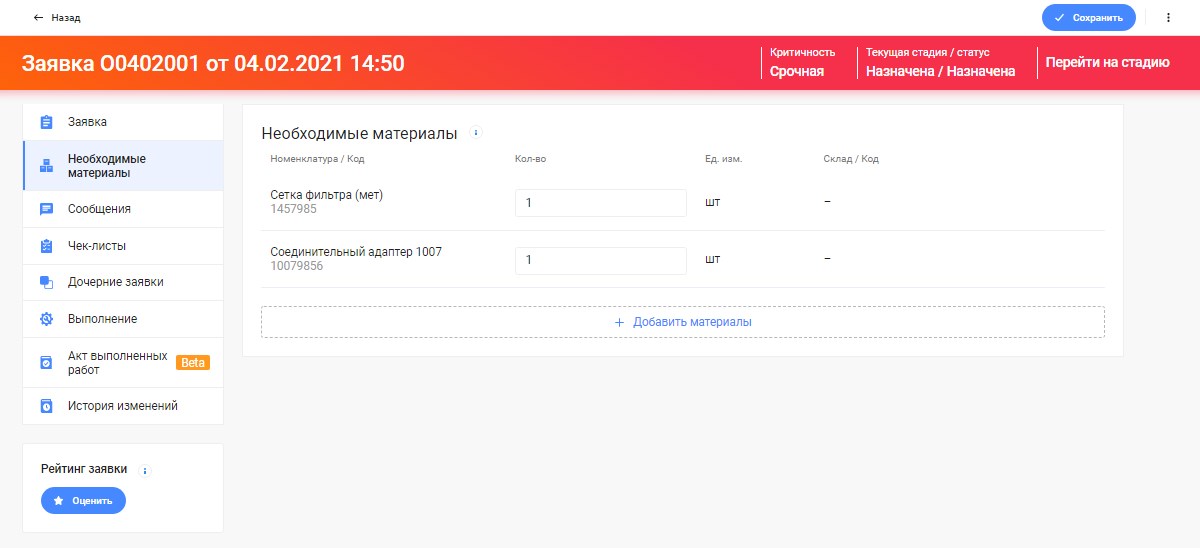 Назад
Сохранить
Заявка O0402001 от 04.02.2021 14:50
Критичность
Срочная
Текущая стадия / статус
Назначена / Назначена
Перейти на стадию
Заявка
Необходимые
материалы
Сообщения
Чек-листы
Дочерние заявки
Выполнение
Акт выполненных
работ
Beta
История изменений
Рейтинг заявки
Оценить
Необходимые материалы
Номенклатура / Код
Кол-во
Ед. изм.
Склад / Код
Сетка фильтра (мет)
1457985
1
шт
–
Соединительный адаптер 1007
10079856
1
шт
–
Добавить материалы